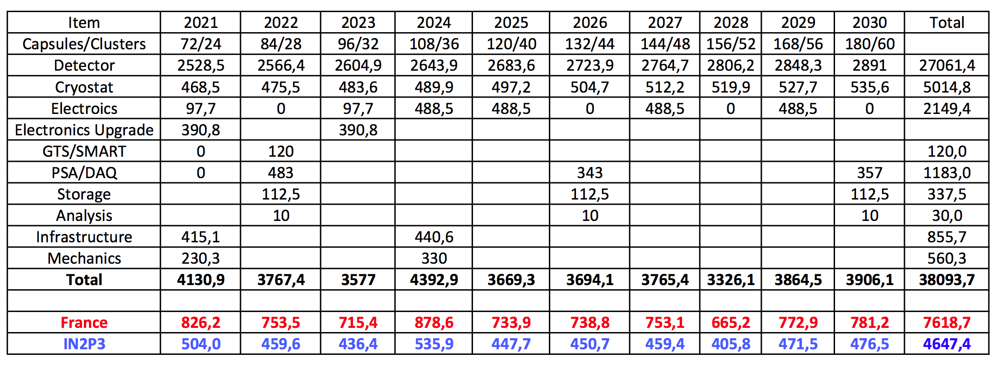 Item 2021 2022 2023 2024 2025 2026 2027 2028 2029 2030 Total
Capsules/Clusters 72/24 84/28 96/32 108/36 120/40 132/44 144/48 156/52 168/56 180/60
Detector 2528,5 2566,4 2604,9 2643,9 2683,6 2723,9 2764,7 2806,2 2848,3 2891 27061,4
Cryostat 468,5 475,5 483,6 489,9 497,2 504,7 512,2 519,9 527,7 535,6 5014,8
Electroics 97,7 0 97,7 488,5 488,5 0 488,5 0 488,5 0 2149,4
Electronics Upgrade 390,8 390,8
GTS/SMART 0 120 120,0
PSA/DAQ 0 483 343 357 1183,0
Storage 112,5 112,5 112,5 337,5
Analysis 10 10 10 30,0
Infrastructure 415,1 440,6 855,7
Mechanics 230,3 330 560,3
Total 4130,9 3767,4 3577 4392,9 3669,3 3694,1 3765,4 3326,1 3864,5 3906,1 38093,7
France 826,2 753,5 715,4 878,6 733,9 738,8 753,1 665,2 772,9 781,2 7618,7
IN2P3 504,0 459,6 436,4 535,9 447,7 450,7 459,4 405,8 471,5 476,5 4647,4